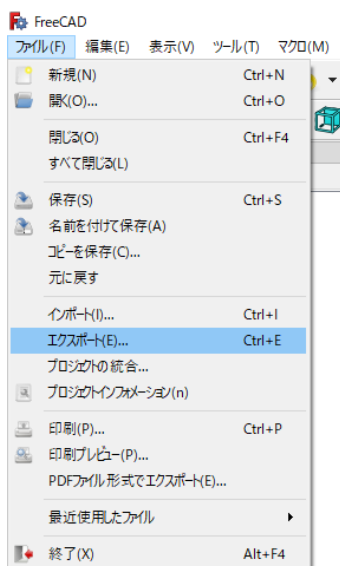 FreeCAD
ファイル(F) 編集(E) 表示(V) ツール(T) マクロ(M)
新規(N) Ctrl+N
開く(O)... Ctrl+O
閉じる(O) Ctrl+F4
すべて閉じる(L)
保存(S) Ctrl+S
名前を付けて保存(A)
コピーを保存(C)...
元に戻す
インポート(I)... Ctrl+I
エクスポート(E)... Ctrl+E
プロジェクトの統合...
プロジェクトインフォメーション(n)
印刷(P)... Ctrl+P
印刷プレビュー(P)...
PDFファイル形式でエクスポート(E)...
最近使用したファイル
終了(X) Alt+F4